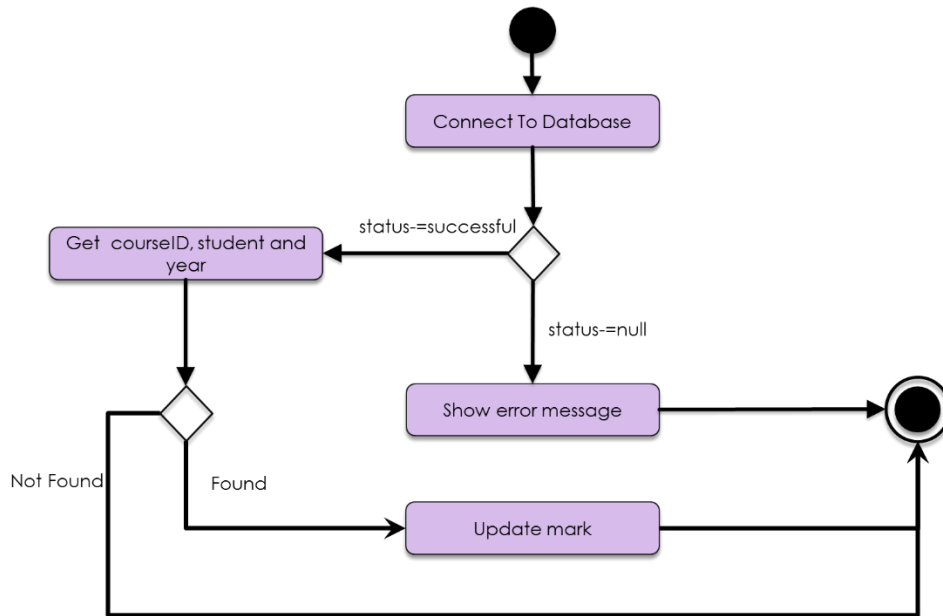 Connect To Database
status-=successful
Get courseID, student and
year
status-=null
Show error message
Not Found
Found
Update mark